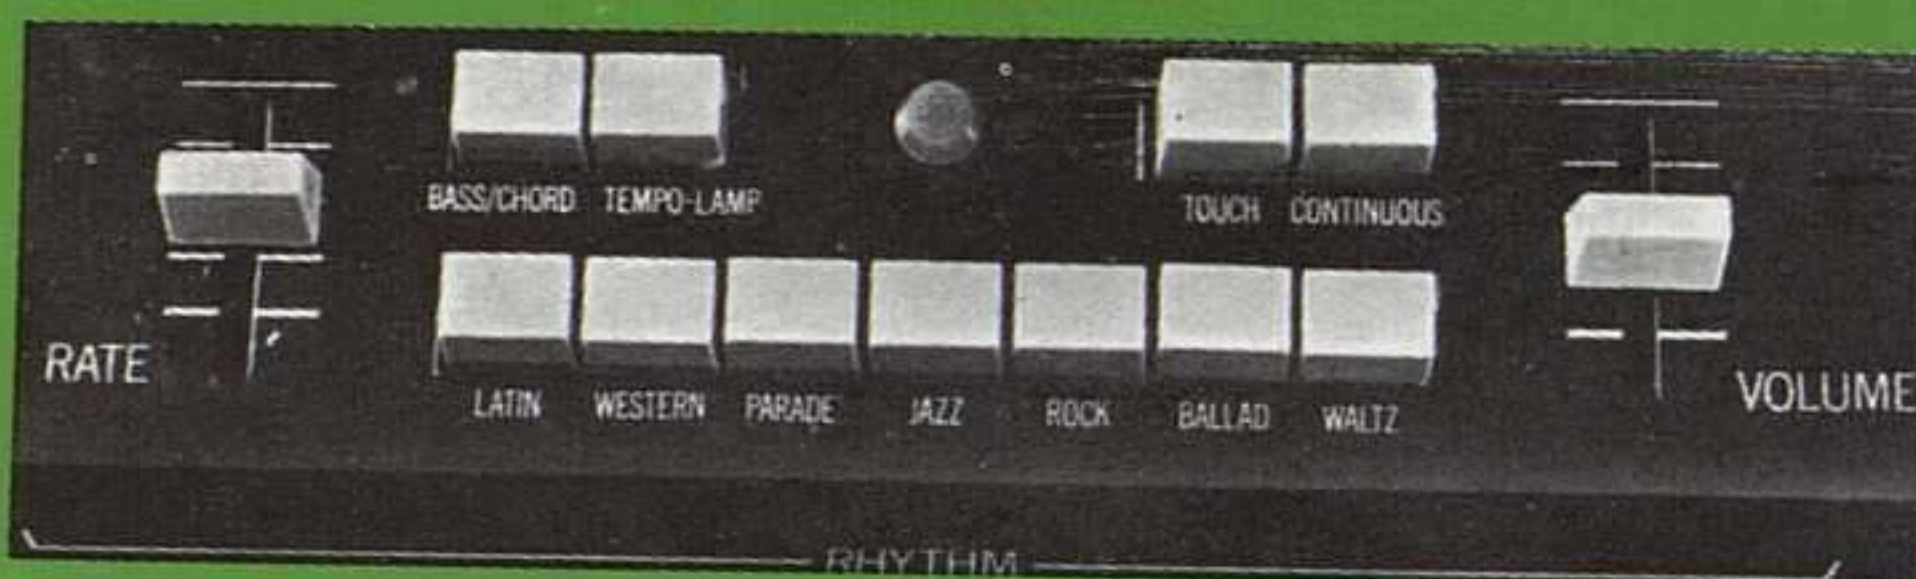 BASS/CHORD TEMPO-LAMP TOUCH CONTINUOUS
RATE
LATIN WESTERN PARADE JAZZ ROCK BALLAD WALTZ
VOLUME
RHYTHM